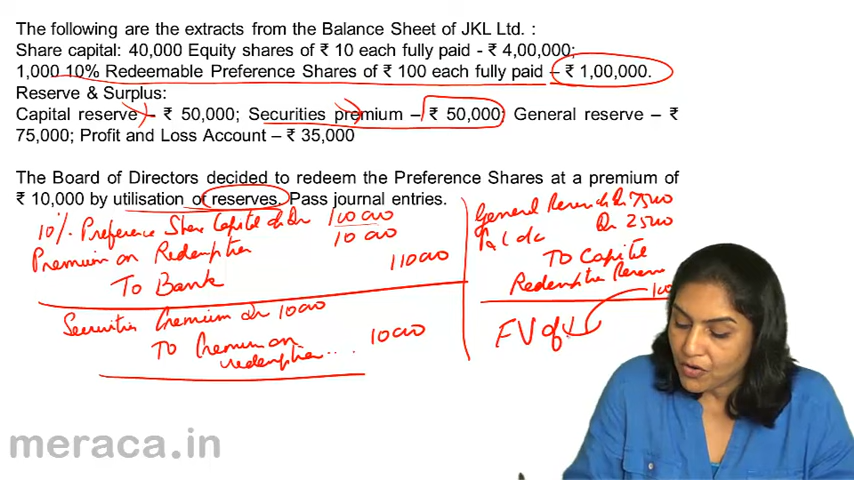 The following are the extracts from the Balance Sheet of JKL Ltd. :
Share capital: 40,000 Equity shares of ₹ 10 each fully paid - ₹ 4,00,000;
1,000 10% Redeemable Preference Shares of ₹ 100 each fully paid – ₹ 1,00,000.
Reserve & Surplus:
Capital reserve – ₹ 50,000; Securities premium – ₹ 50,000; General reserve – ₹
75,000; Profit and Loss Account – ₹ 35,000
The Board of Directors decided to redeem the Preference Shares at a premium of
₹ 10,000 by utilisation of reserves. Pass journal entries.
10% Preference Share Capital a/c Dr 100000
Premium on Redemption 10000
To Bank 110000
Securities Premium Dr 10000
To Premium on
redemption... 10000
General Reserve Dr 75000
P & L a/c Dr 25000
To Capital
Redemption Reserve
FV of
meraca.in